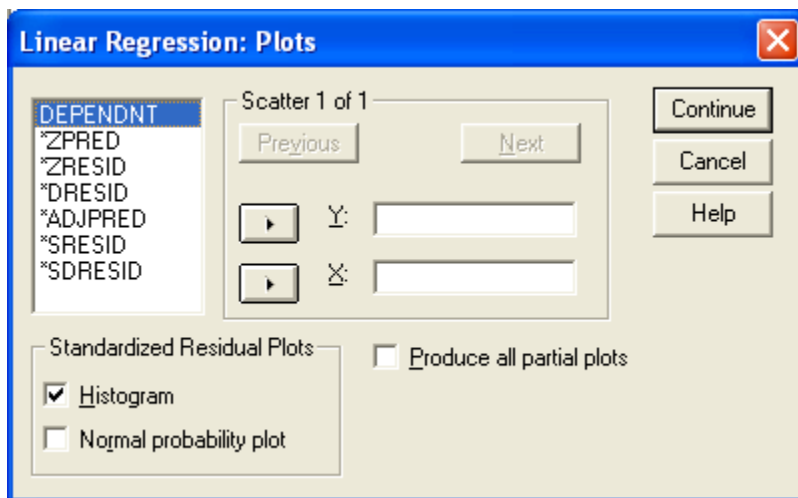 Linear Regression: Plots
DEPENDNT
*ZPRED
*ZRESID
*DRESID
*ADJPRED
*SRESID
*SDRESID
Scatter 1 of 1
Previous
Next
Y:
X:
Continue
Cancel
Help
Standardized Residual Plots
Histogram
Normal probability plot
Produce all partial plots